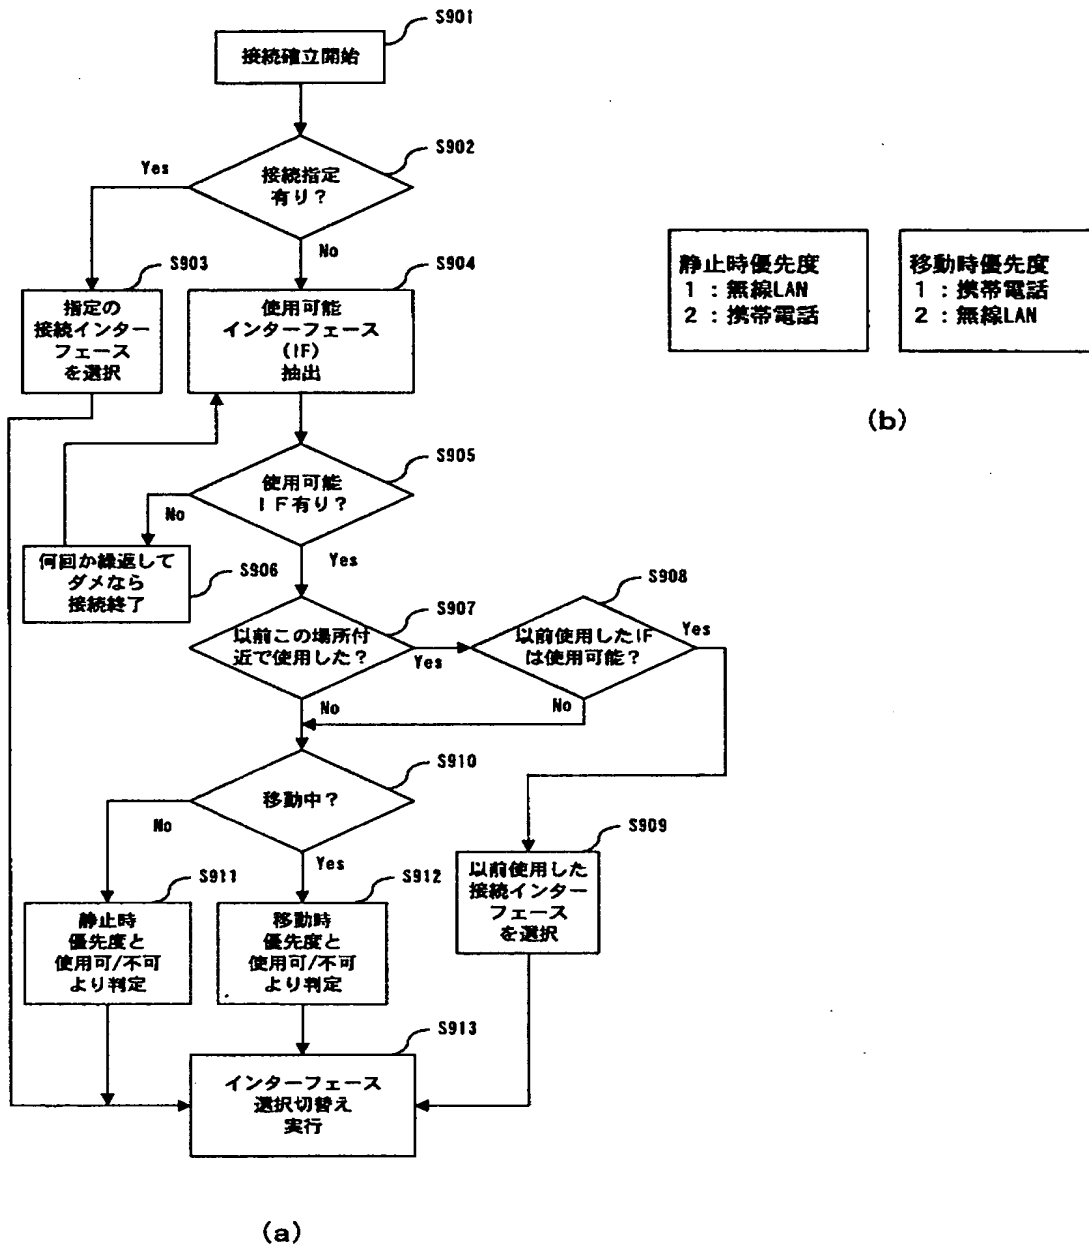 S901
接続確立開始
S902
接続指定
有り?
Yes
No
S903
指定の
接続インター
フェース
を選択
S904
使用可能
インターフェース
(IF)
抽出
S905
使用可能
IF有り?
No
Yes
何回か繰返して
ダメなら
接続終了
S906
S907
以前この場所付
近で使用した?
Yes
No
S908
以前使用したIF
は使用可能?
Yes
No
S909
以前使用した
接続インター
フェース
を選択
S910
移動中?
No
Yes
S911
静止時
優先度と
使用可/不可
より判定
S912
移動時
優先度と
使用可/不可
より判定
S913
インターフェース
選択切替え
実行
(a)
静止時優先度
1:無線LAN
2:携帯電話
移動時優先度
1:携帯電話
2:無線LAN
(b)